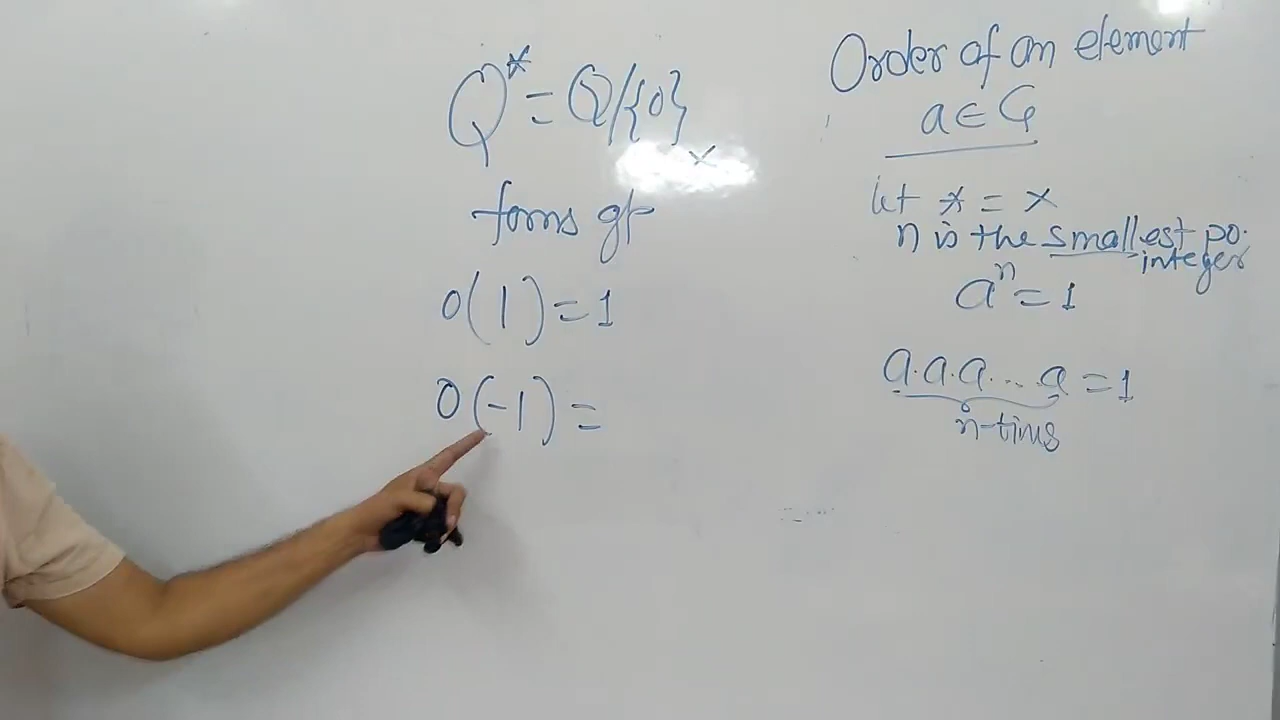 Q* = Q/{0}
×
forms gp
O(1) = 1
O(-1) =
Order of an element
a ∈ G
let * = ×
n is the smallest po.
integer
aⁿ = 1
a.a.a... a = 1
n-times